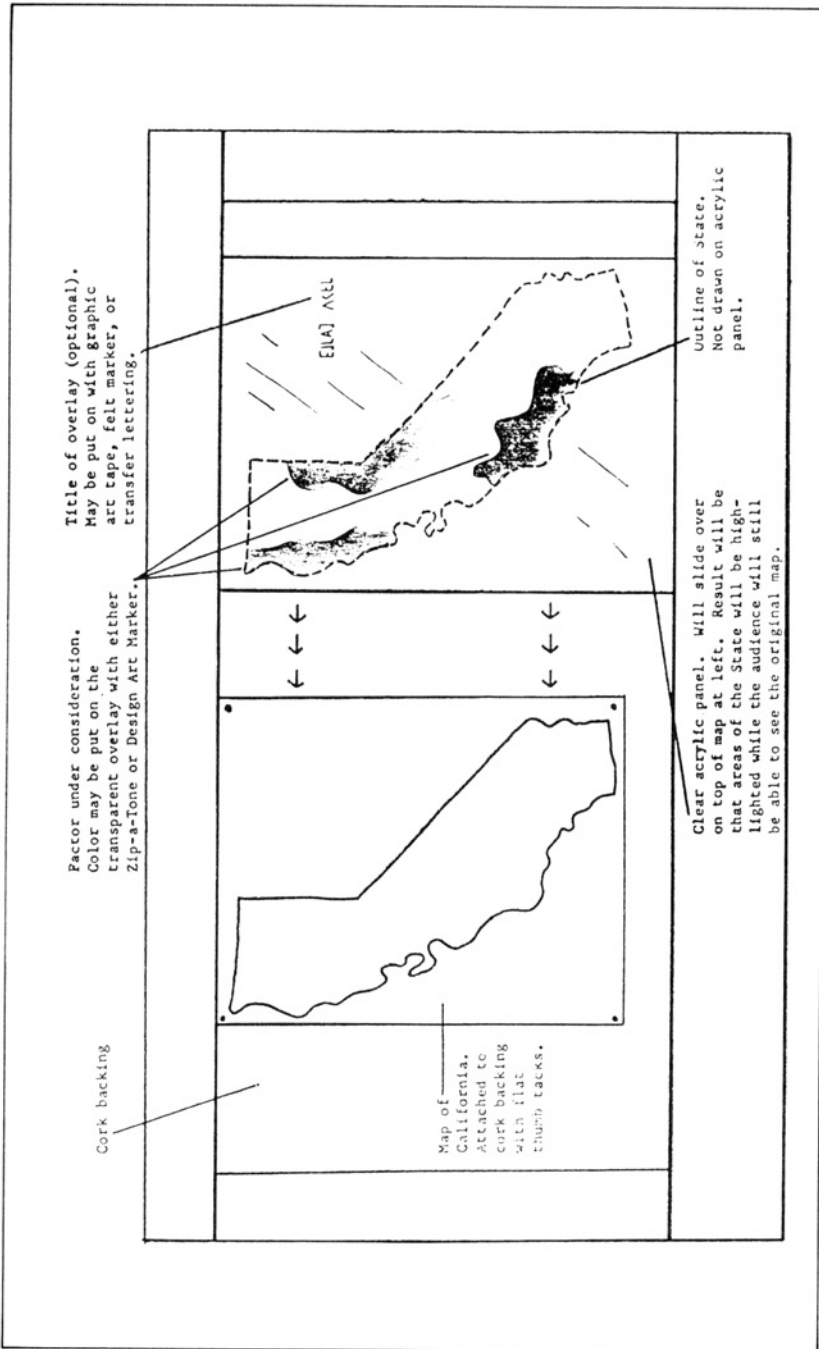 Cork backing
Factor under consideration.
Color may be put on the
transparent overlay with either
Zip-a-Tone or Design Art Marker.
Title of overlay (optional).
May be put on with graphic
art tape, felt marker, or
transfer lettering.
Map of
California.
Attached to
cork backing
with flat
thumb tacks.
Clear acrylic panel. Will slide over
on top of map at left. Result will be
that areas of the State will be high-
lighted while the audience will still
be able to see the original map.
Outline of State.
Not drawn on acrylic
panel.